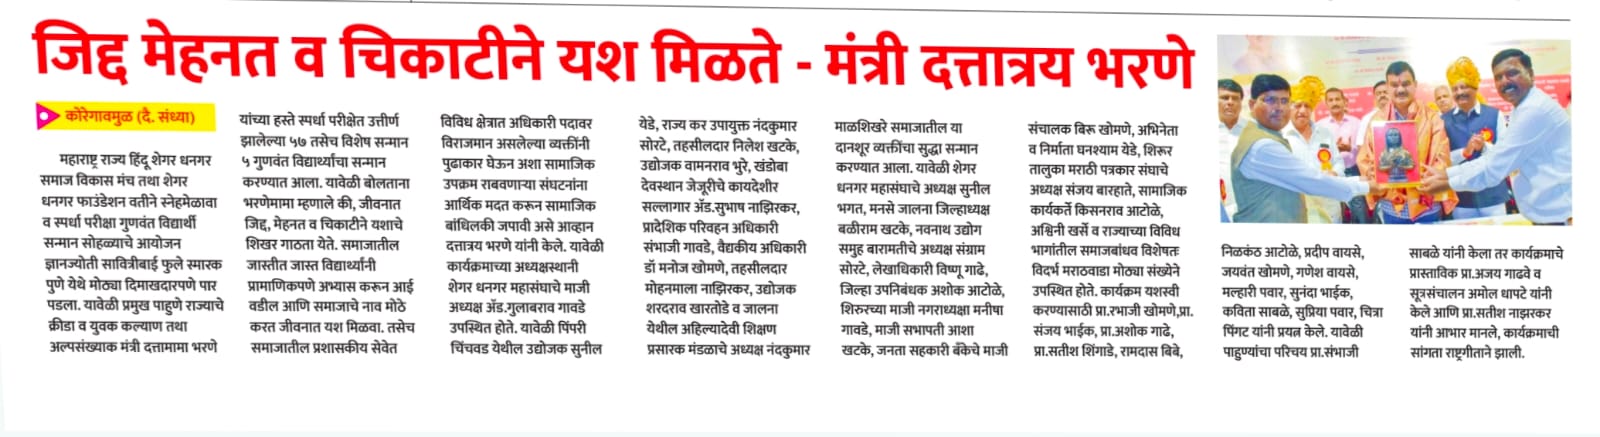 जिद्द मेहनत व चिकाटीने यश मिळते - मंत्री दत्तात्रय भरणे
कोरेगावमुळ (दै. संध्या)
महाराष्ट्र राज्य हिंदू शेगर धनगर
समाज विकास मंच तथा शेगर
धनगर फाउंडेशन वतीने स्नेहमेळावा
व स्पर्धा परीक्षा गुणवंत विद्यार्थी
सन्मान सोहळ्याचे आयोजन
ज्ञानज्योती सावित्रीबाई फुले स्मारक
पुणे येथे मोठ्या दिमाखदारपणे पार
पडला. यावेळी प्रमुख पाहुणे राज्याचे
क्रीडा व युवक कल्याण तथा
अल्पसंख्याक मंत्री दत्तामामा भरणे
यांच्या हस्ते स्पर्धा परीक्षेत उत्तीर्ण
झालेल्या ५७ तसेच विशेष सन्मान
५ गुणवंत विद्यार्थ्यांचा सन्मान
करण्यात आला. यावेळी बोलताना
भरणेमामा म्हणाले की, जीवनात
जिद्द, मेहनत व चिकाटीने यशाचे
शिखर गाठता येते. समाजातील
जास्तीत जास्त विद्यार्थ्यांनी
प्रामाणिकपणे अभ्यास करून आई
वडील आणि समाजाचे नाव मोठे
करत जीवनात यश मिळवा. तसेच
समाजातील प्रशासकीय सेवेत
विविध क्षेत्रात अधिकारी पदावर
विराजमान असलेल्या व्यक्तींनी
पुढाकार घेऊन अशा सामाजिक
उपक्रम राबवणाऱ्या संघटनांना
आर्थिक मदत करून सामाजिक
बांधिलकी जपावी असे आव्हान
दत्तात्रय भरणे यांनी केले. यावेळी
कार्यक्रमाच्या अध्यक्षस्थानी
शेगर धनगर महासंघाचे माजी
अध्यक्ष अ‍ॅड.गुलाबराव गावडे
उपस्थित होते. यावेळी पिंपरी
चिंचवड येथील उद्योजक सुनील
येडे, राज्य कर उपायुक्त नंदकुमार
सोरटे, तहसीलदार निलेश खटके,
उद्योजक वामनराव भुरे, खंडोबा
देवस्थान जेजूरीचे कायदेशीर
सल्लागार अ‍ॅड.सुभाष नाझिरकर,
प्रादेशिक परिवहन अधिकारी
संभाजी गावडे, वैद्यकीय अधिकारी
डॉ मनोज खोमणे, तहसीलदार
मोहनमाला नाझिरकर, उद्योजक
शरदराव खारतोडे व जालना
येथील अहिल्यादेवी शिक्षण
प्रसारक मंडळाचे अध्यक्ष नंदकुमार
माळशिखरे समाजातील या
दानशूर व्यक्तींचा सुद्धा सन्मान
करण्यात आला. यावेळी शेगर
धनगर महासंघाचे अध्यक्ष सुनील
भगत, मनसे जालना जिल्हाध्यक्ष
बळीराम खटके, नवनाथ उद्योग
समुह बारामतीचे अध्यक्ष संग्राम
सोरटे, लेखाधिकारी विष्णू गाढे,
जिल्हा उपनिबंधक अशोक आटोळे,
शिरुरच्या माजी नगराध्यक्षा मनीषा
गावडे, माजी सभापती आशा
खटके, जनता सहकारी बँकेचे माजी
संचालक बिरू खोमणे, अभिनेता
व निर्माता घनश्याम येडे, शिरूर
तालुका मराठी पत्रकार संघाचे
अध्यक्ष संजय बारहाते, सामाजिक
कार्यकर्ते किसनराव आटोळे,
अश्विनी खर्से व राज्याच्या विविध
भागांतील समाजबांधव विशेषतः
विदर्भ मराठवाडा मोठ्या संख्येने
उपस्थित होते. कार्यक्रम यशस्वी
करण्यासाठी प्रा.रभाजी खोमणे,प्रा.
संजय भाईक, प्रा.अशोक गाढे,
प्रा.सतीश शिंगाडे, रामदास बिबे,
निळकंठ आटोळे, प्रदीप वायसे,
जयवंत खोमणे, गणेश वायसे,
मल्हारी पवार, सुनंदा भाईक,
कविता साबळे, सुप्रिया पवार, चित्रा
पिंगट यांनी प्रयत्न केले. यावेळी
पाहुण्यांचा परिचय प्रा.संभाजी
साबळे यांनी केला तर कार्यक्रमाचे
प्रास्ताविक प्रा.अजय गाढवे व
सूत्रसंचालन अमोल धापटे यांनी
केले आणि प्रा.सतीश नाझरकर
यांनी आभार मानले, कार्यक्रमाची
सांगता राष्ट्रगीताने झाली.